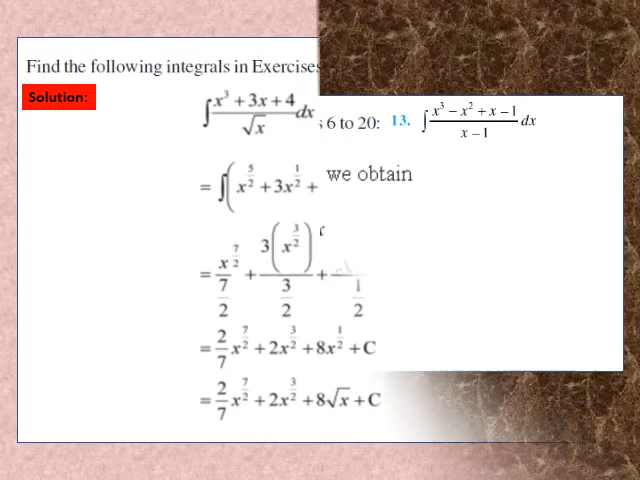 Find the following integrals in Exercises
Solution:
∫ (x³ + 3x + 4)/√x dx
6 to 20: 13. ∫ (x³ − x² + x − 1)/(x − 1) dx
= ∫( x^(5/2) + 3x^(1/2) +
we obtain
= x^(7/2)/(7/2) + 3(x^(3/2))/(3/2) + /(1/2)
= 2/7 x^(7/2) + 2x^(3/2) + 8x^(1/2) + C
= 2/7 x^(7/2) + 2x^(3/2) + 8√x + C